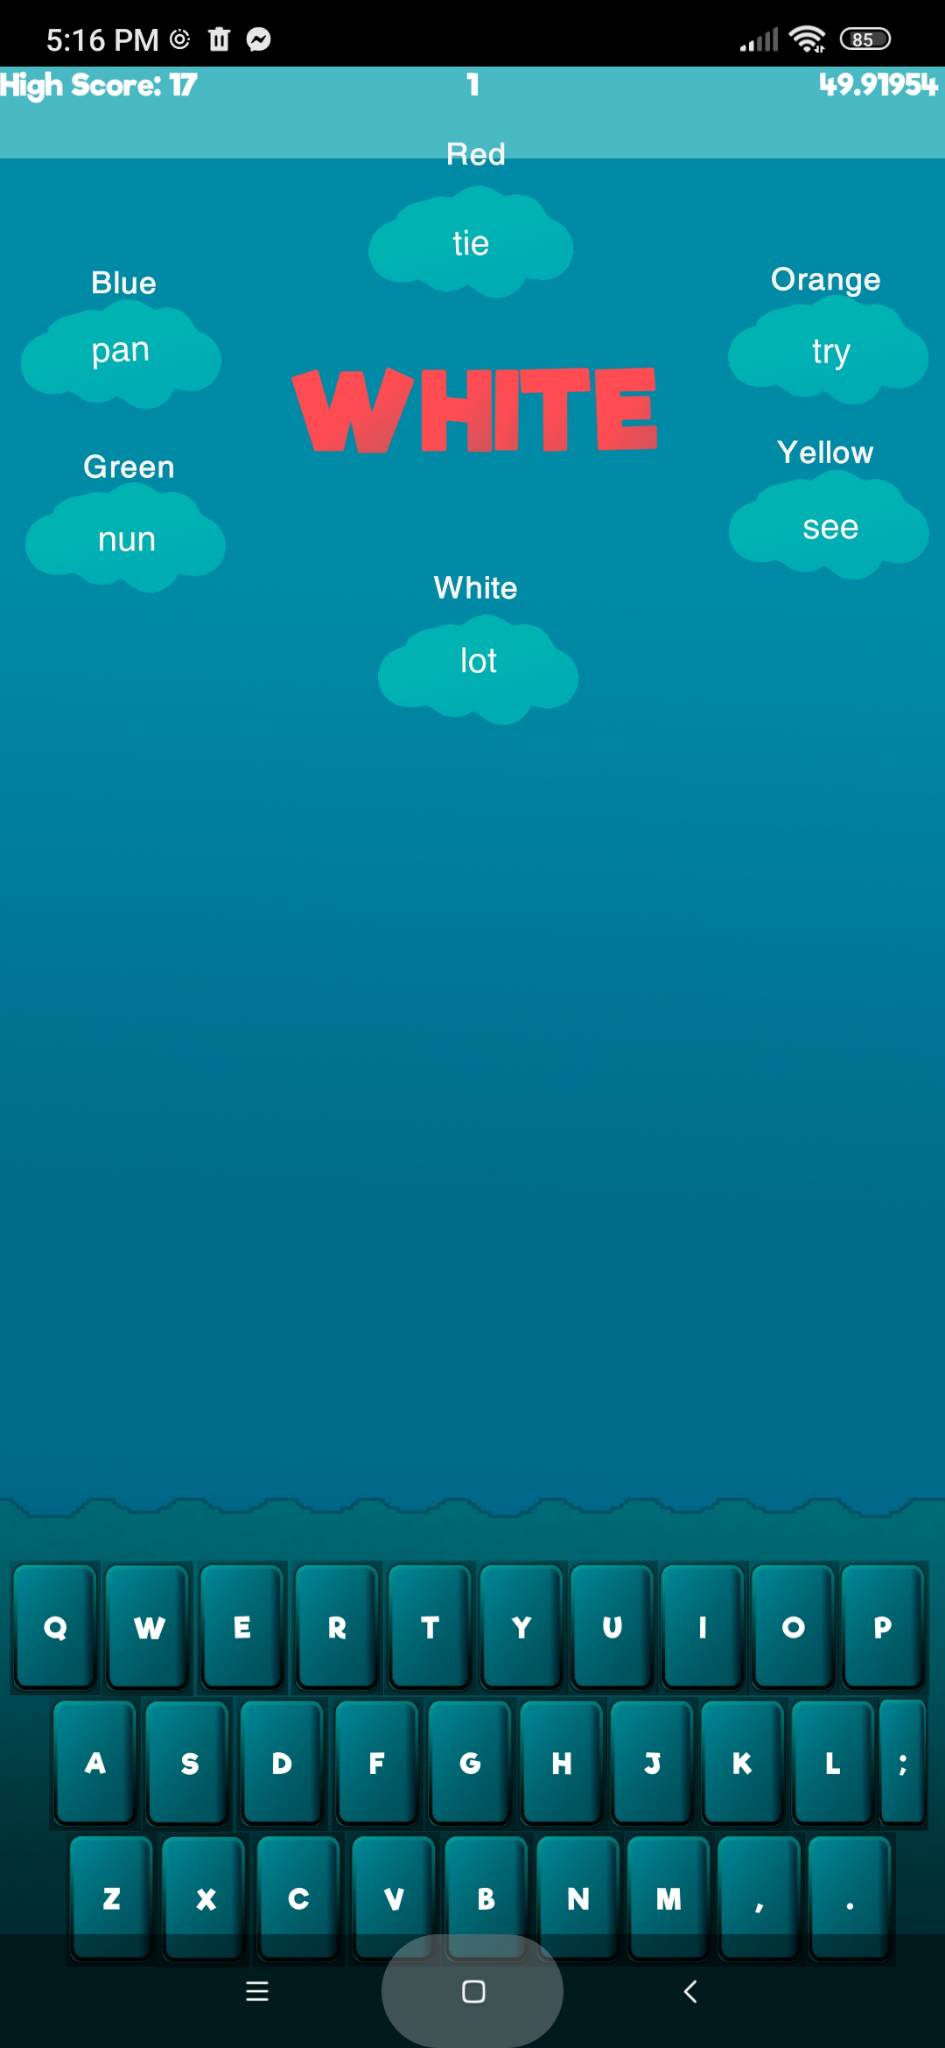 5:16 PM 85
High Score: 17 1 49.91954
Red
tie
Blue Orange
pan try
WHITE
Green Yellow
nun see
White
lot
Q W E R T Y U I O P
A S D F G H J K L ;
Z X C V B N M , .